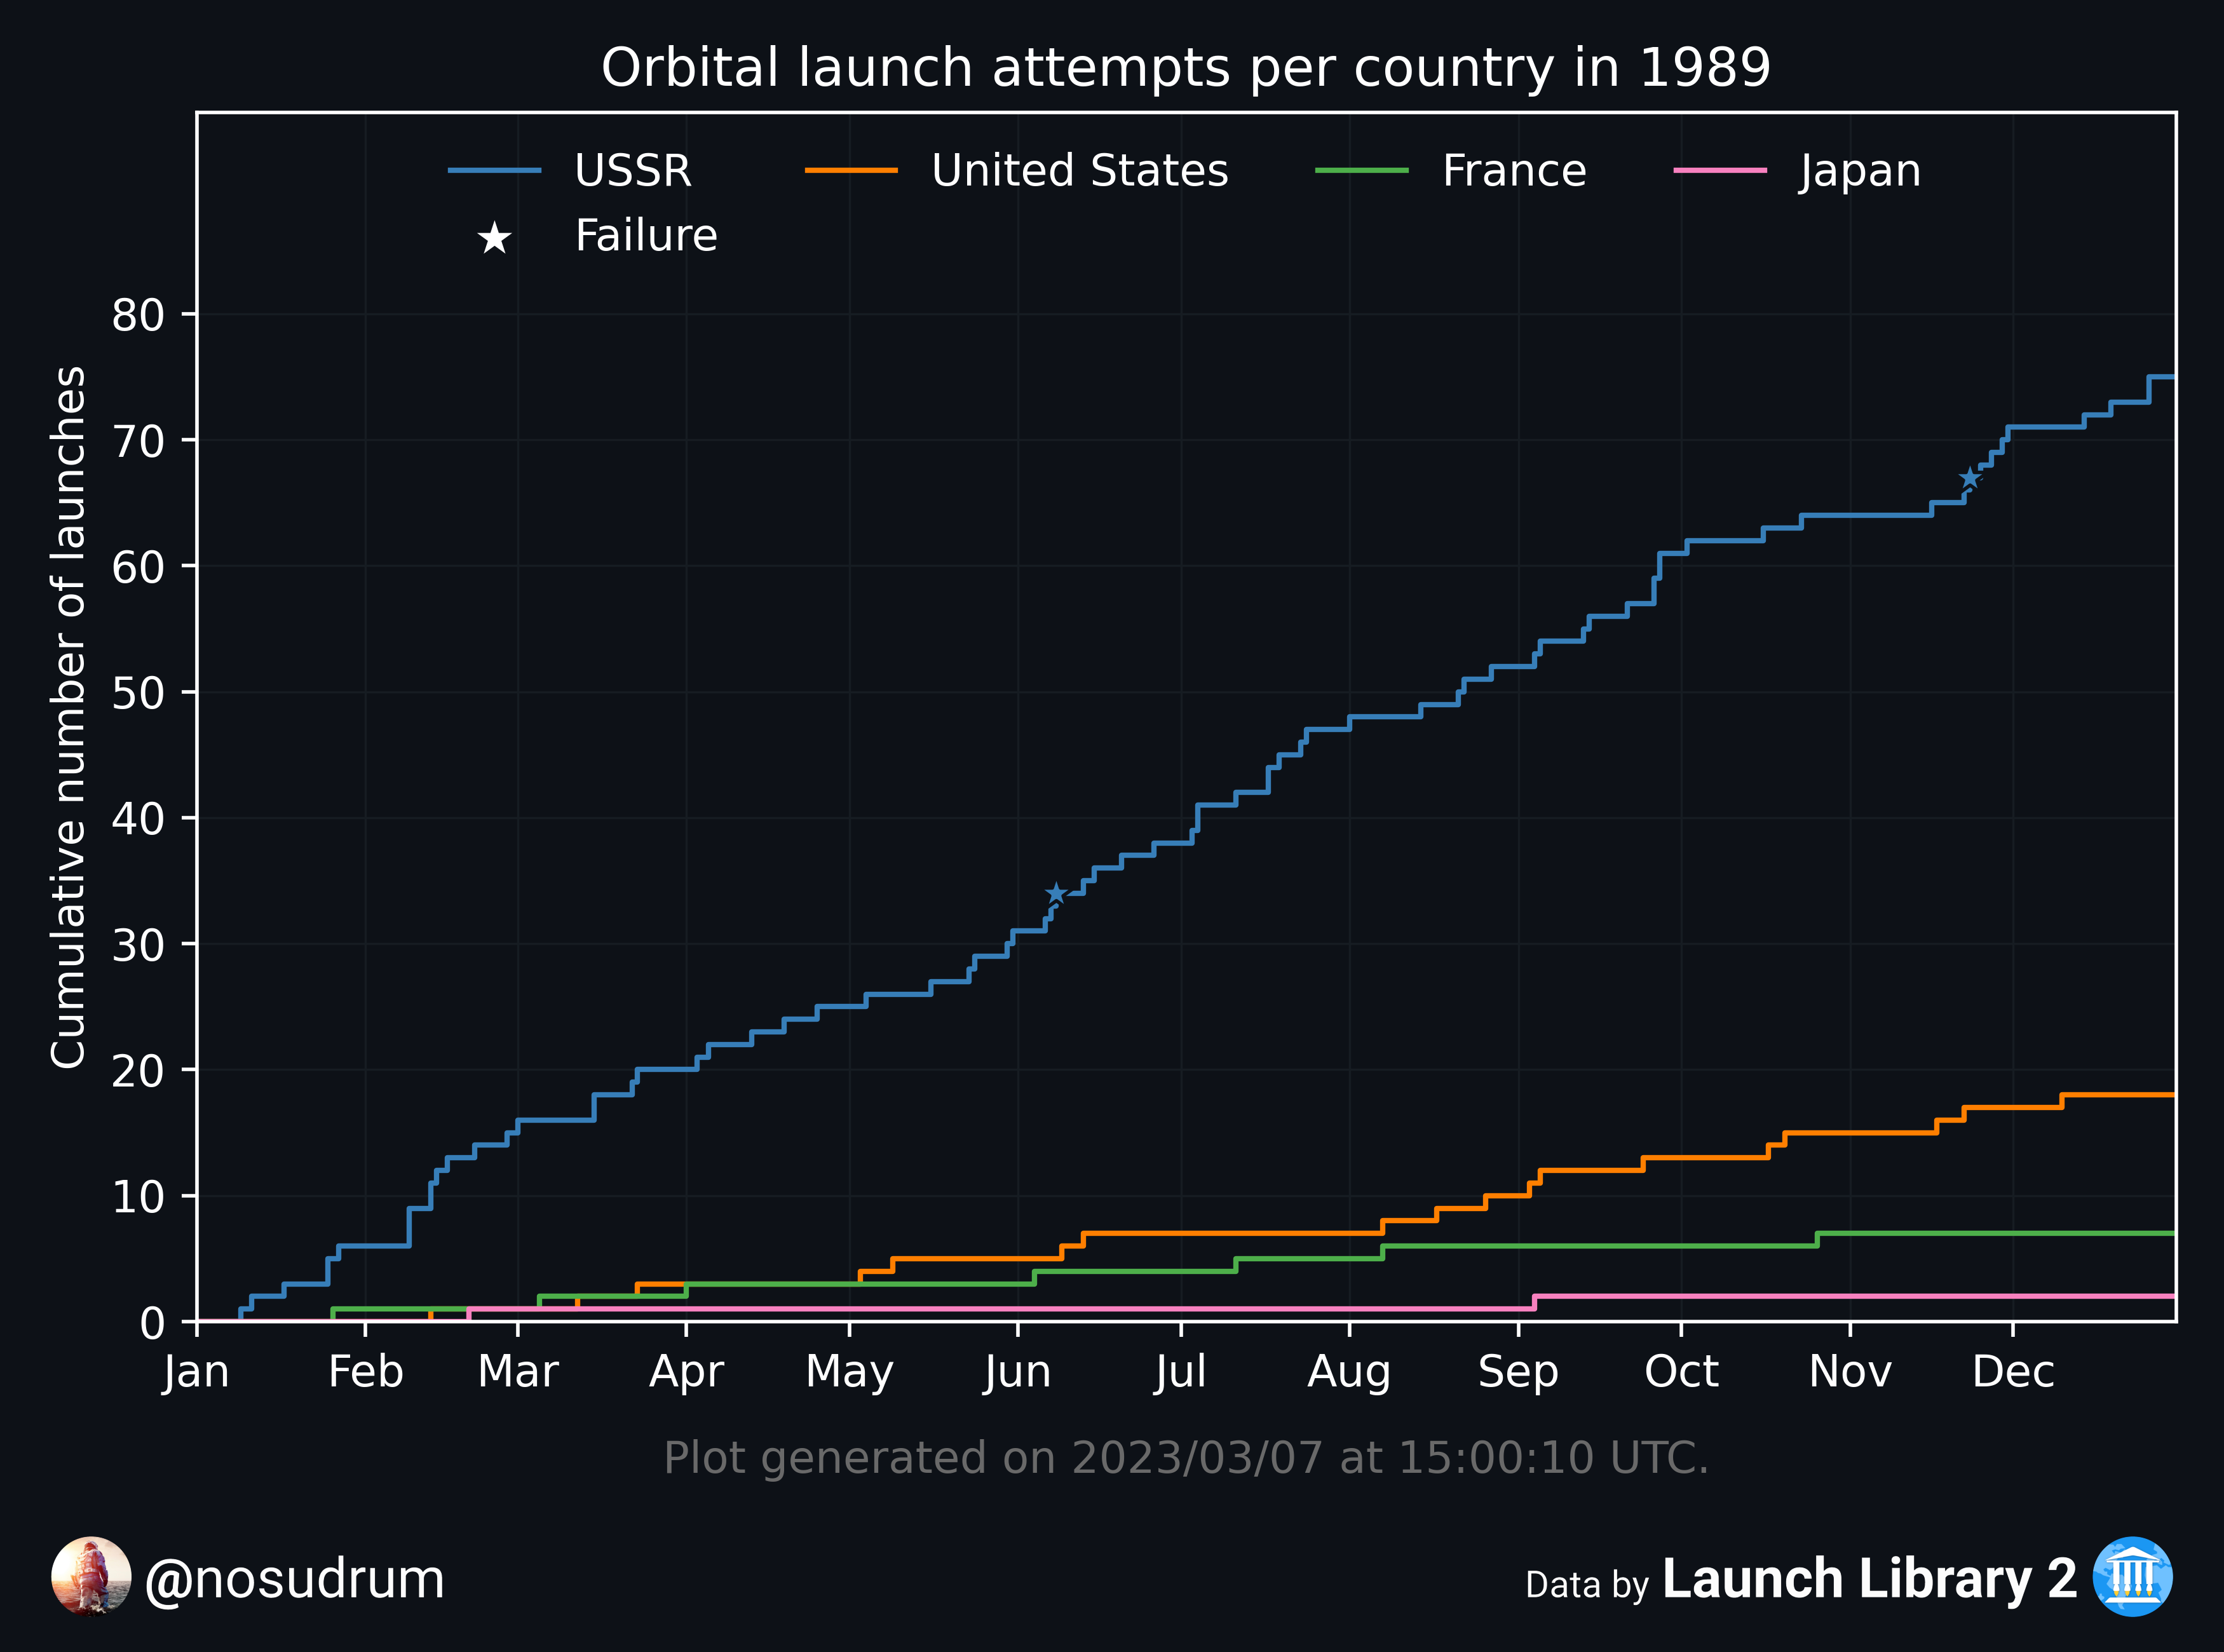 Orbital launch attempts per country in 1989
USSR United States France Japan
Failure
Cumulative number of launches
80
70
60
50
40
30
20
10
0
Jan Feb Mar Apr May Jun Jul Aug Sep Oct Nov Dec
Plot generated on 2023/03/07 at 15:00:10 UTC.
@nosudrum
Data by Launch Library 2